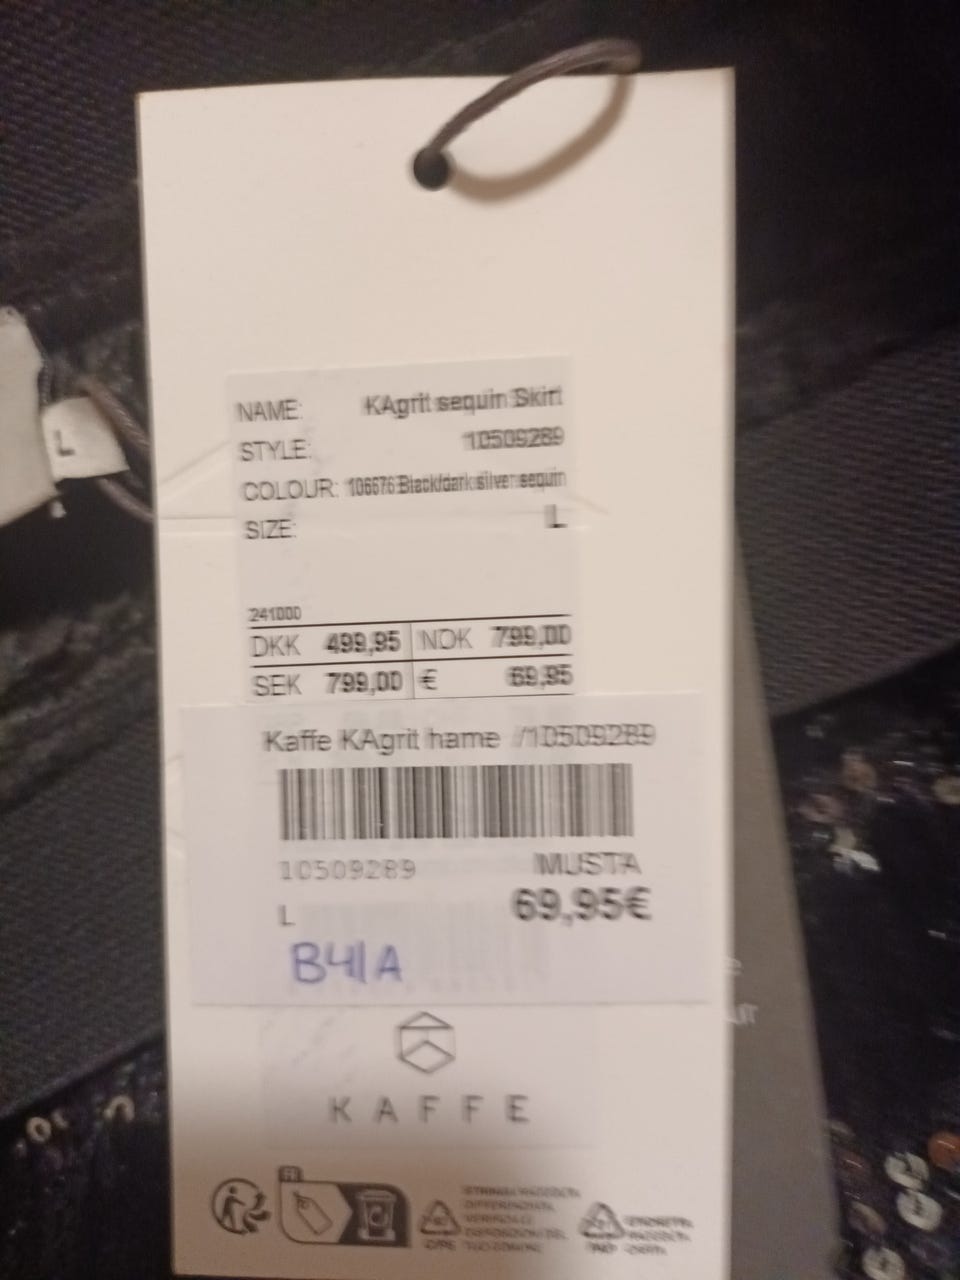 NAME: KAgrit sequin Skirt
STYLE: 10509289
COLOUR: 106676 Black/dark silver sequin
SIZE: L
241000
DKK 499,95 NOK 799,00
SEK 799,00 € 69,95
Kaffe KAgrit hame /10509289
10509289 MUSTA
L 69,95€
B41A
KAFFE
FR
L